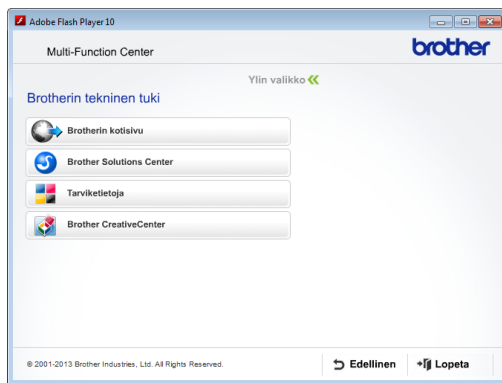 Adobe Flash Player 10
Multi-Function Center
brother
Ylin valikko
Brotherin tekninen tuki
Brotherin kotisivu
Brother Solutions Center
Tarviketietoja
Brother CreativeCenter
© 2001-2013 Brother Industries, Ltd. All Rights Reserved.
Edellinen
Lopeta